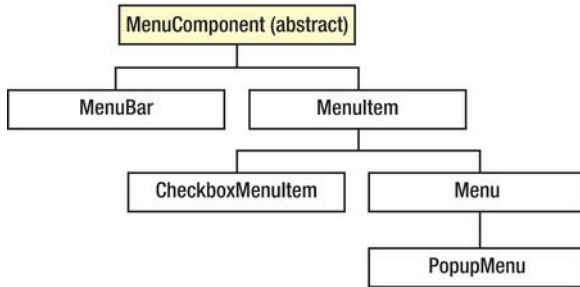 MenuComponent (abstract)
MenuBar
MenuItem
CheckboxMenuItem
Menu
PopupMenu